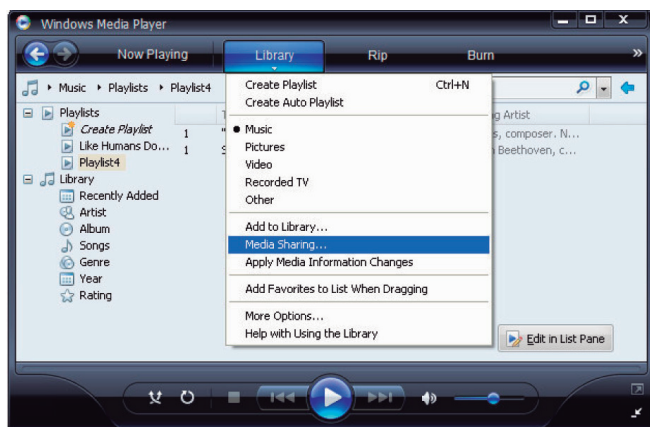 Windows Media Player
Now Playing Library Rip Burn »
Music Playlists Playlist4
Create Playlist Ctrl+N
Create Auto Playlist
Music
Pictures
Video
Recorded TV
Other
Add to Library...
Media Sharing...
Apply Media Information Changes
Add Favorites to List When Dragging
More Options...
Help with Using the Library
Playlists
Create Playlist
Like Humans Do...
Playlist4
Library
Recently Added
Artist
Album
Songs
Genre
Year
Rating
1
1 S
Artist
s, composer. N...
Beethoven, c...
Edit in List Pane